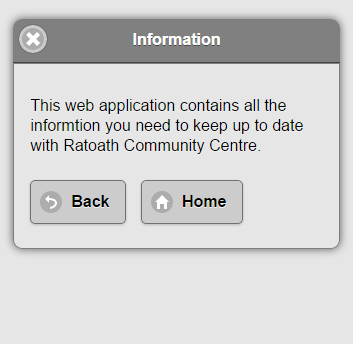 Information
This web application contains all the
informtion you need to keep up to date
with Ratoath Community Centre.
Back Home